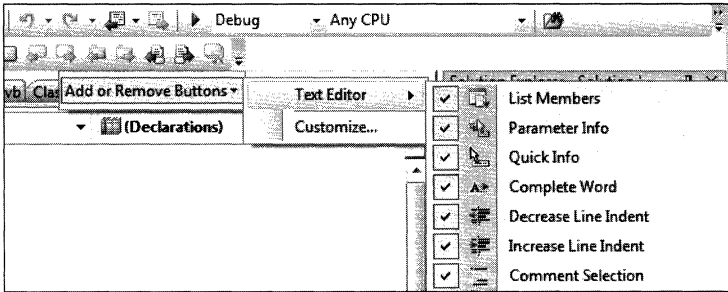 Debug Any CPU
vb Cla Add or Remove Buttons Text Editor List Members
(Declarations) Customize... Parameter Info
Quick Info
Complete Word
Decrease Line Indent
Increase Line Indent
Comment Selection